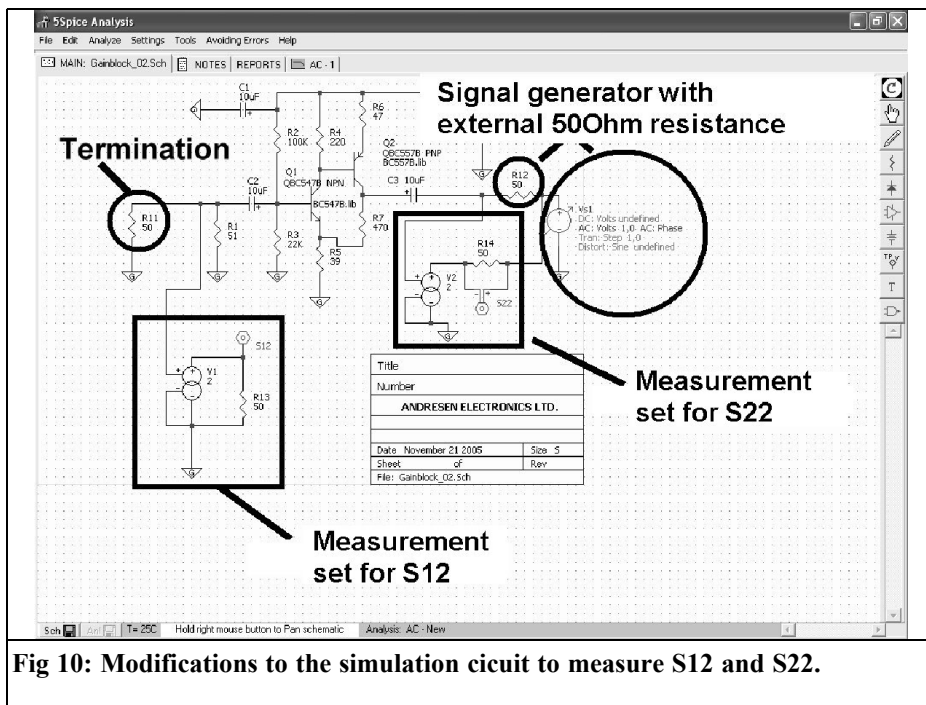 5Spice Analysis
File Edit Analyze Settings Tools Avoiding Errors Help
MAIN: Gainblock_02.Sch NOTES REPORTS AC - 1
Signal generator with
external 50Ohm resistance
Termination
C1
10uF
R2
100K
R4
220
R6
47
Q2
QBC557B PNP
BC557B.lib
Q1
QBC547B NPN
BC547B.lib
C2
10uF
C3 10uF
R12
50
Vs1
DC: Volts undefined
AC: Volts 1,0 AC: Phase
Tran: Step 1,0
Distort: Sine undefined
R11
50
R1
51
R3
22K
R5
39
R7
470
R14
50
V2
2
S22
S12
V1
2
R13
50
G
G
G
G
G
G
G
G
G
TP
T
C
Title
Number
ANDRESEN ELECTRONICS LTD.
Date November 21 2005 Size 5
Sheet of Rev
File: Gainblock_02.Sch
Measurement
set for S22
Measurement
set for S12
Sch Anl T= 25C Hold right mouse button to Pan schematic Analysis: AC - New
Fig 10: Modifications to the simulation cicuit to measure S12 and S22.